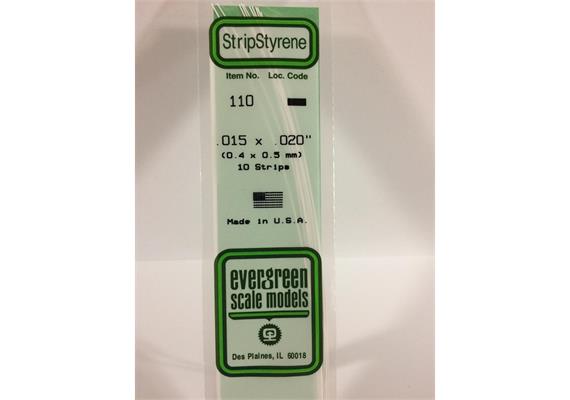 StripStyrene
Item No. Loc. Code
110
.015 x .020"
(0.4 x 0.5 mm)
10 Strips
Made in U.S.A.
evergreen
scale models
Des Plaines, IL 60018